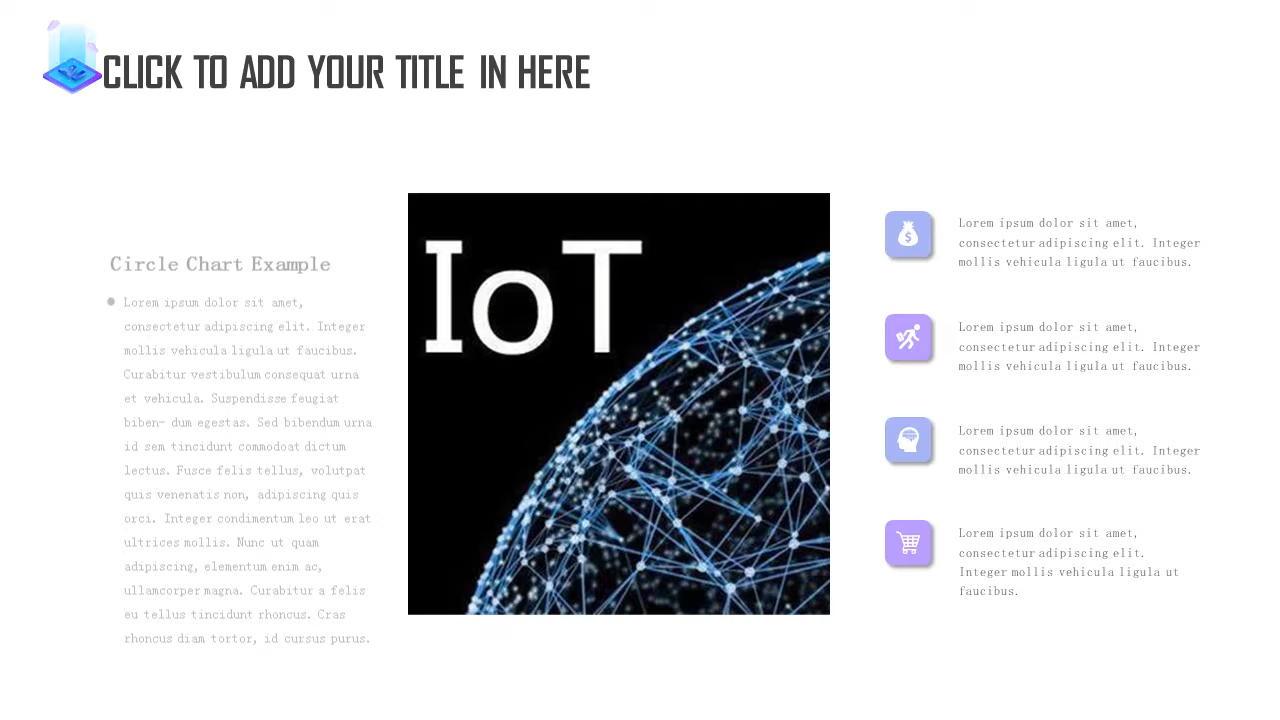 CLICK TO ADD YOUR TITLE IN HERE
Circle Chart Example
Lorem ipsum dolor sit amet,
consectetur adipiscing elit. Integer
mollis vehicula ligula ut faucibus.
Curabitur vestibulum consequat urna
et vehicula. Suspendisse feugiat
biben- dum egestas. Sed bibendum urna
id sem tincidunt commodoat dictum
lectus. Fusce felis tellus, volutpat
quis venenatis non, adipiscing quis
orci. Integer condimentum leo ut erat
ultrices mollis. Nunc ut quam
adipiscing, elementum enim ac,
ullamcorper magna. Curabitur a felis
eu tellus tincidunt rhoncus. Cras
rhoncus diam tortor, id cursus purus.
IoT
Lorem ipsum dolor sit amet,
consectetur adipiscing elit. Integer
mollis vehicula ligula ut faucibus.
Lorem ipsum dolor sit amet,
consectetur adipiscing elit. Integer
mollis vehicula ligula ut faucibus.
Lorem ipsum dolor sit amet,
consectetur adipiscing elit. Integer
mollis vehicula ligula ut faucibus.
Lorem ipsum dolor sit amet,
consectetur adipiscing elit.
Integer mollis vehicula ligula ut
faucibus.